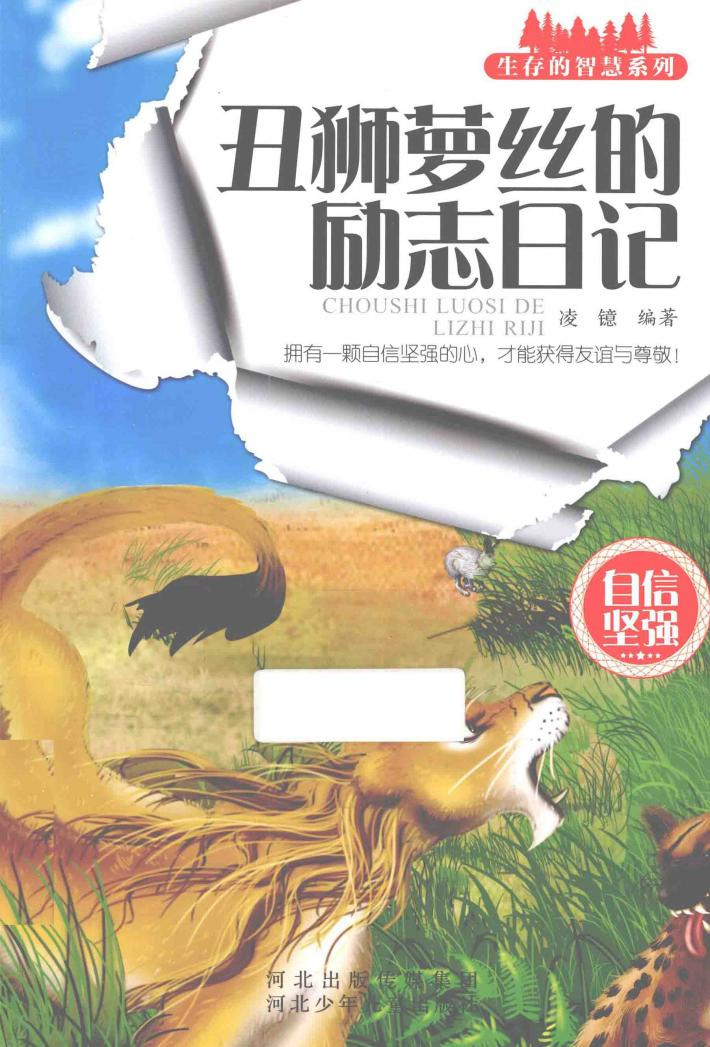 生存的智慧系列
丑狮萝丝的
励志日记
CHOUSHI LUOSI DE
LIZHI RIJI
凌镱 编著
拥有一颗自信坚强的心，才能获得友谊与尊敬！
自信
坚强
河北出版传媒集团
河北少年儿童出版社